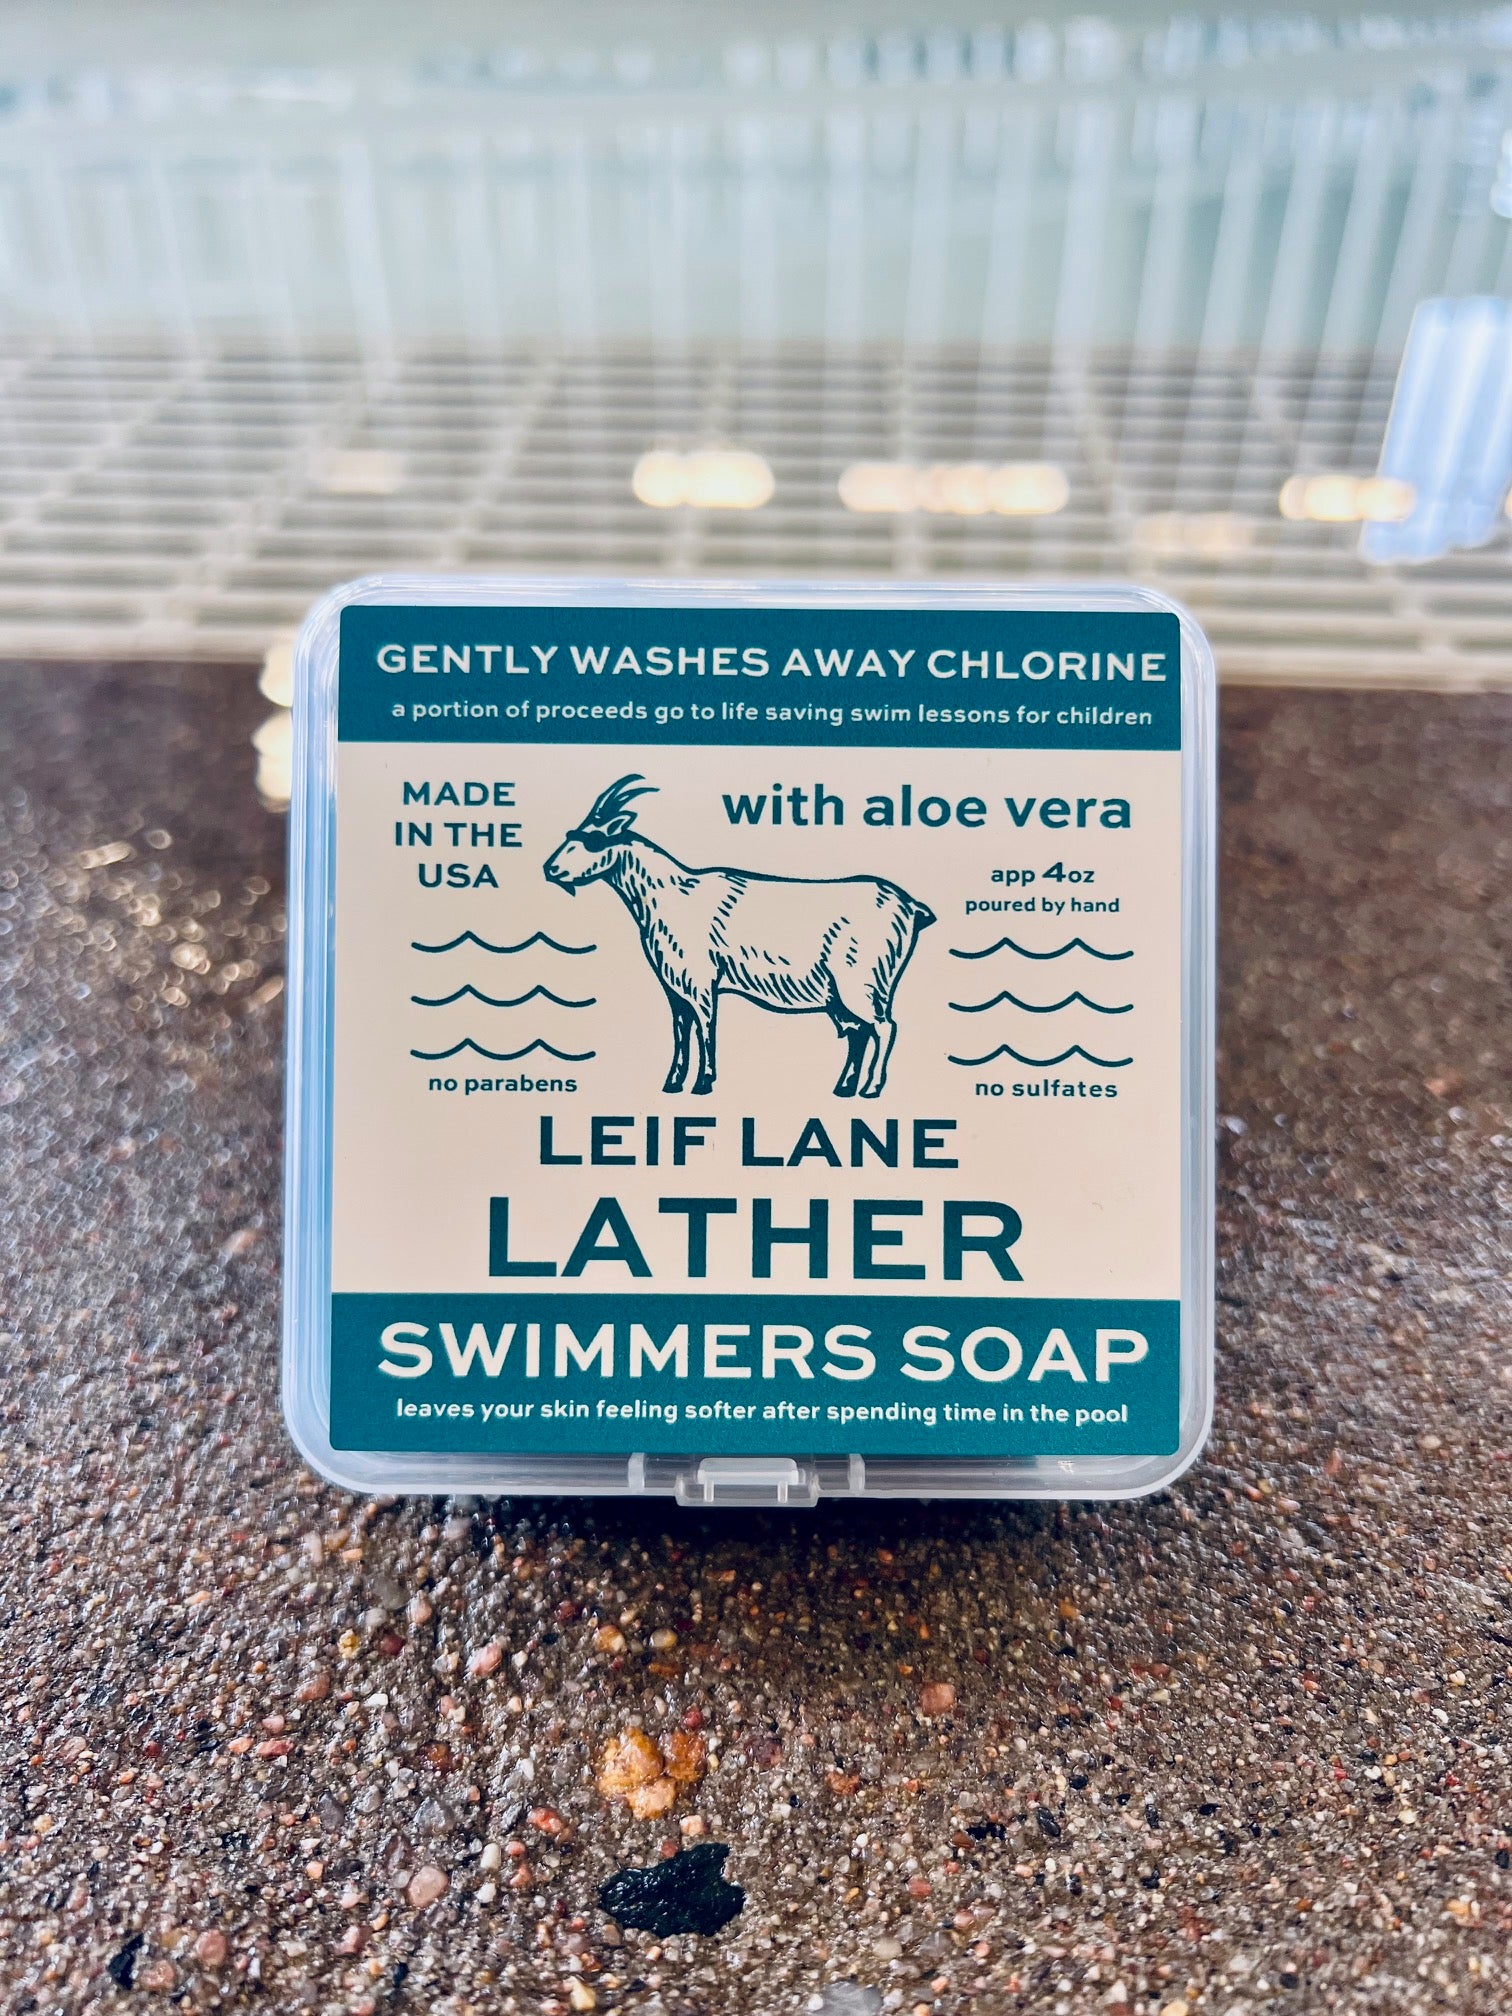 GENTLY WASHES AWAY CHLORINE
a portion of proceeds go to life saving swim lessons for children
MADE
IN THE
USA
with aloe vera
app 4oz
poured by hand
no parabens
no sulfates
LEIF LANE
LATHER
SWIMMERS SOAP
leaves your skin feeling softer after spending time in the pool